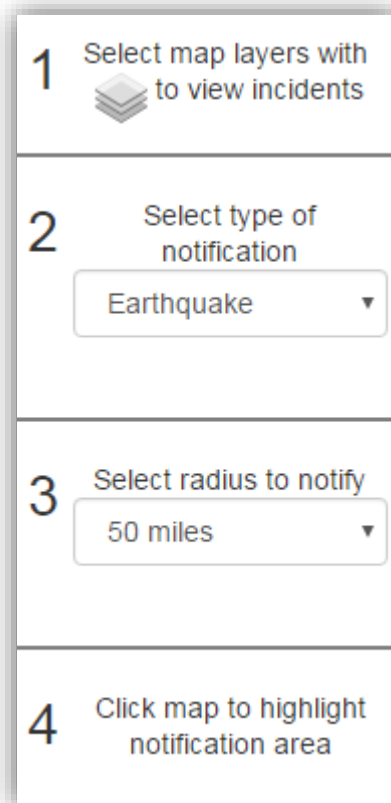 1
Select map layers with
to view incidents
2
Select type of
notification
Earthquake
3
Select radius to notify
50 miles
4
Click map to highlight
notification area